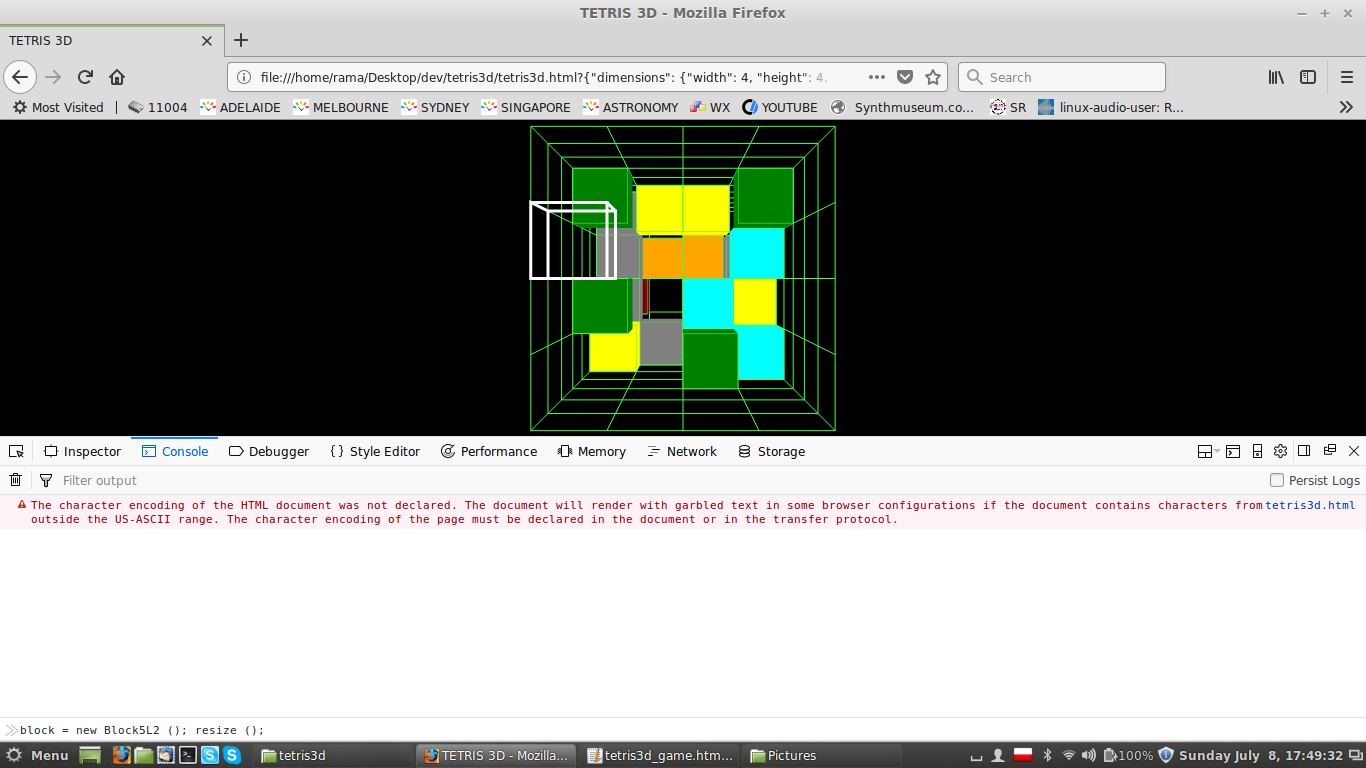 TETRIS 3D - Mozilla Firefox
TETRIS 3D
file:///home/rama/Desktop/dev/tetris3d/tetris3d.html?{"dimensions": {"width": 4, "height": 4,
Search
Most Visited 11004 ADELAIDE MELBOURNE SYDNEY SINGAPORE ASTRONOMY WX YOUTUBE Synthmuseum.co... SR linux-audio-user: R...
Inspector Console Debugger {} Style Editor Performance Memory Network Storage
Filter output Persist Logs
The character encoding of the HTML document was not declared. The document will render with garbled text in some browser configurations if the document contains characters from tetris3d.html
outside the US-ASCII range. The character encoding of the page must be declared in the document or in the transfer protocol.
block = new Block5L2 (); resize ();
Menu tetris3d TETRIS 3D - Mozilla... tetris3d_game.htm... Pictures 100% Sunday July 8, 17:49:32